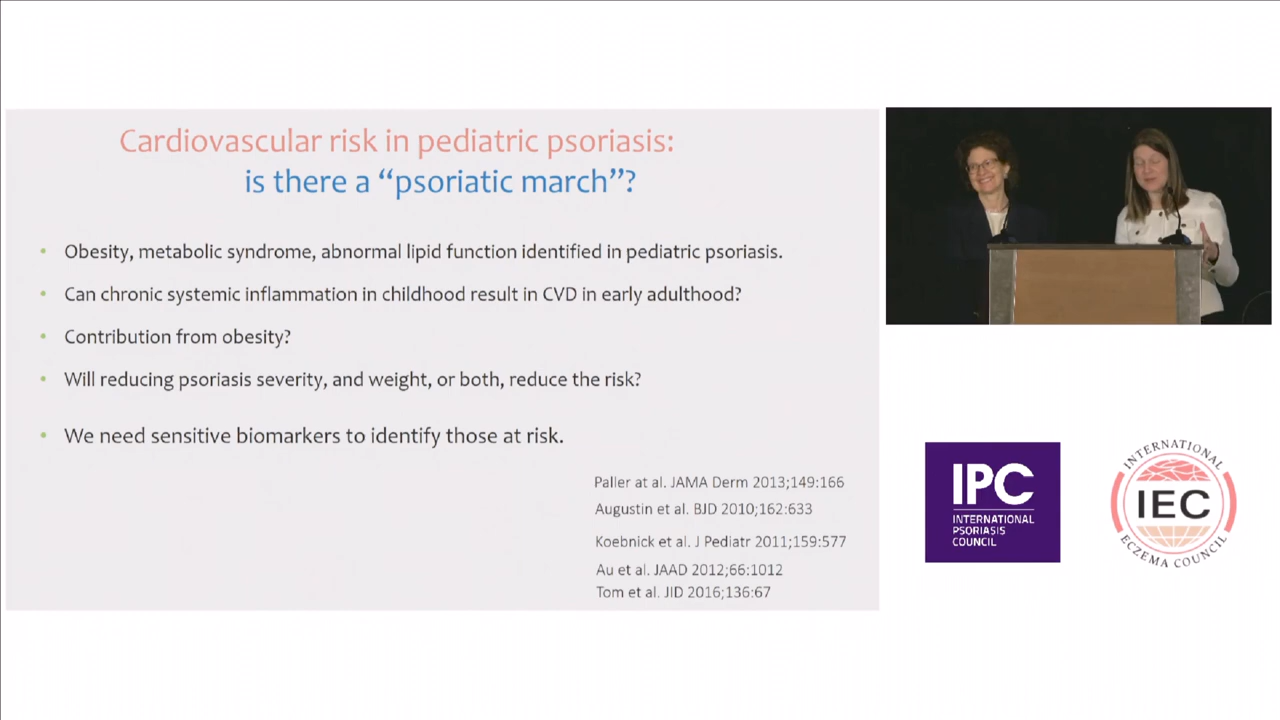 Cardiovascular risk in pediatric psoriasis:
is there a “psoriatic march”?
• Obesity, metabolic syndrome, abnormal lipid function identified in pediatric psoriasis.
• Can chronic systemic inflammation in childhood result in CVD in early adulthood?
• Contribution from obesity?
• Will reducing psoriasis severity, and weight, or both, reduce the risk?
• We need sensitive biomarkers to identify those at risk.
Paller at al. JAMA Derm 2013;149:166
Augustin et al. BJD 2010;162:633
Koebnick et al. J Pediatr 2011;159:577
Au et al. JAAD 2012;66:1012
Tom et al. JID 2016;136:67
IPC
INTERNATIONAL
PSORIASIS
COUNCIL
INTERNATIONAL
IEC
ECZEMA COUNCIL